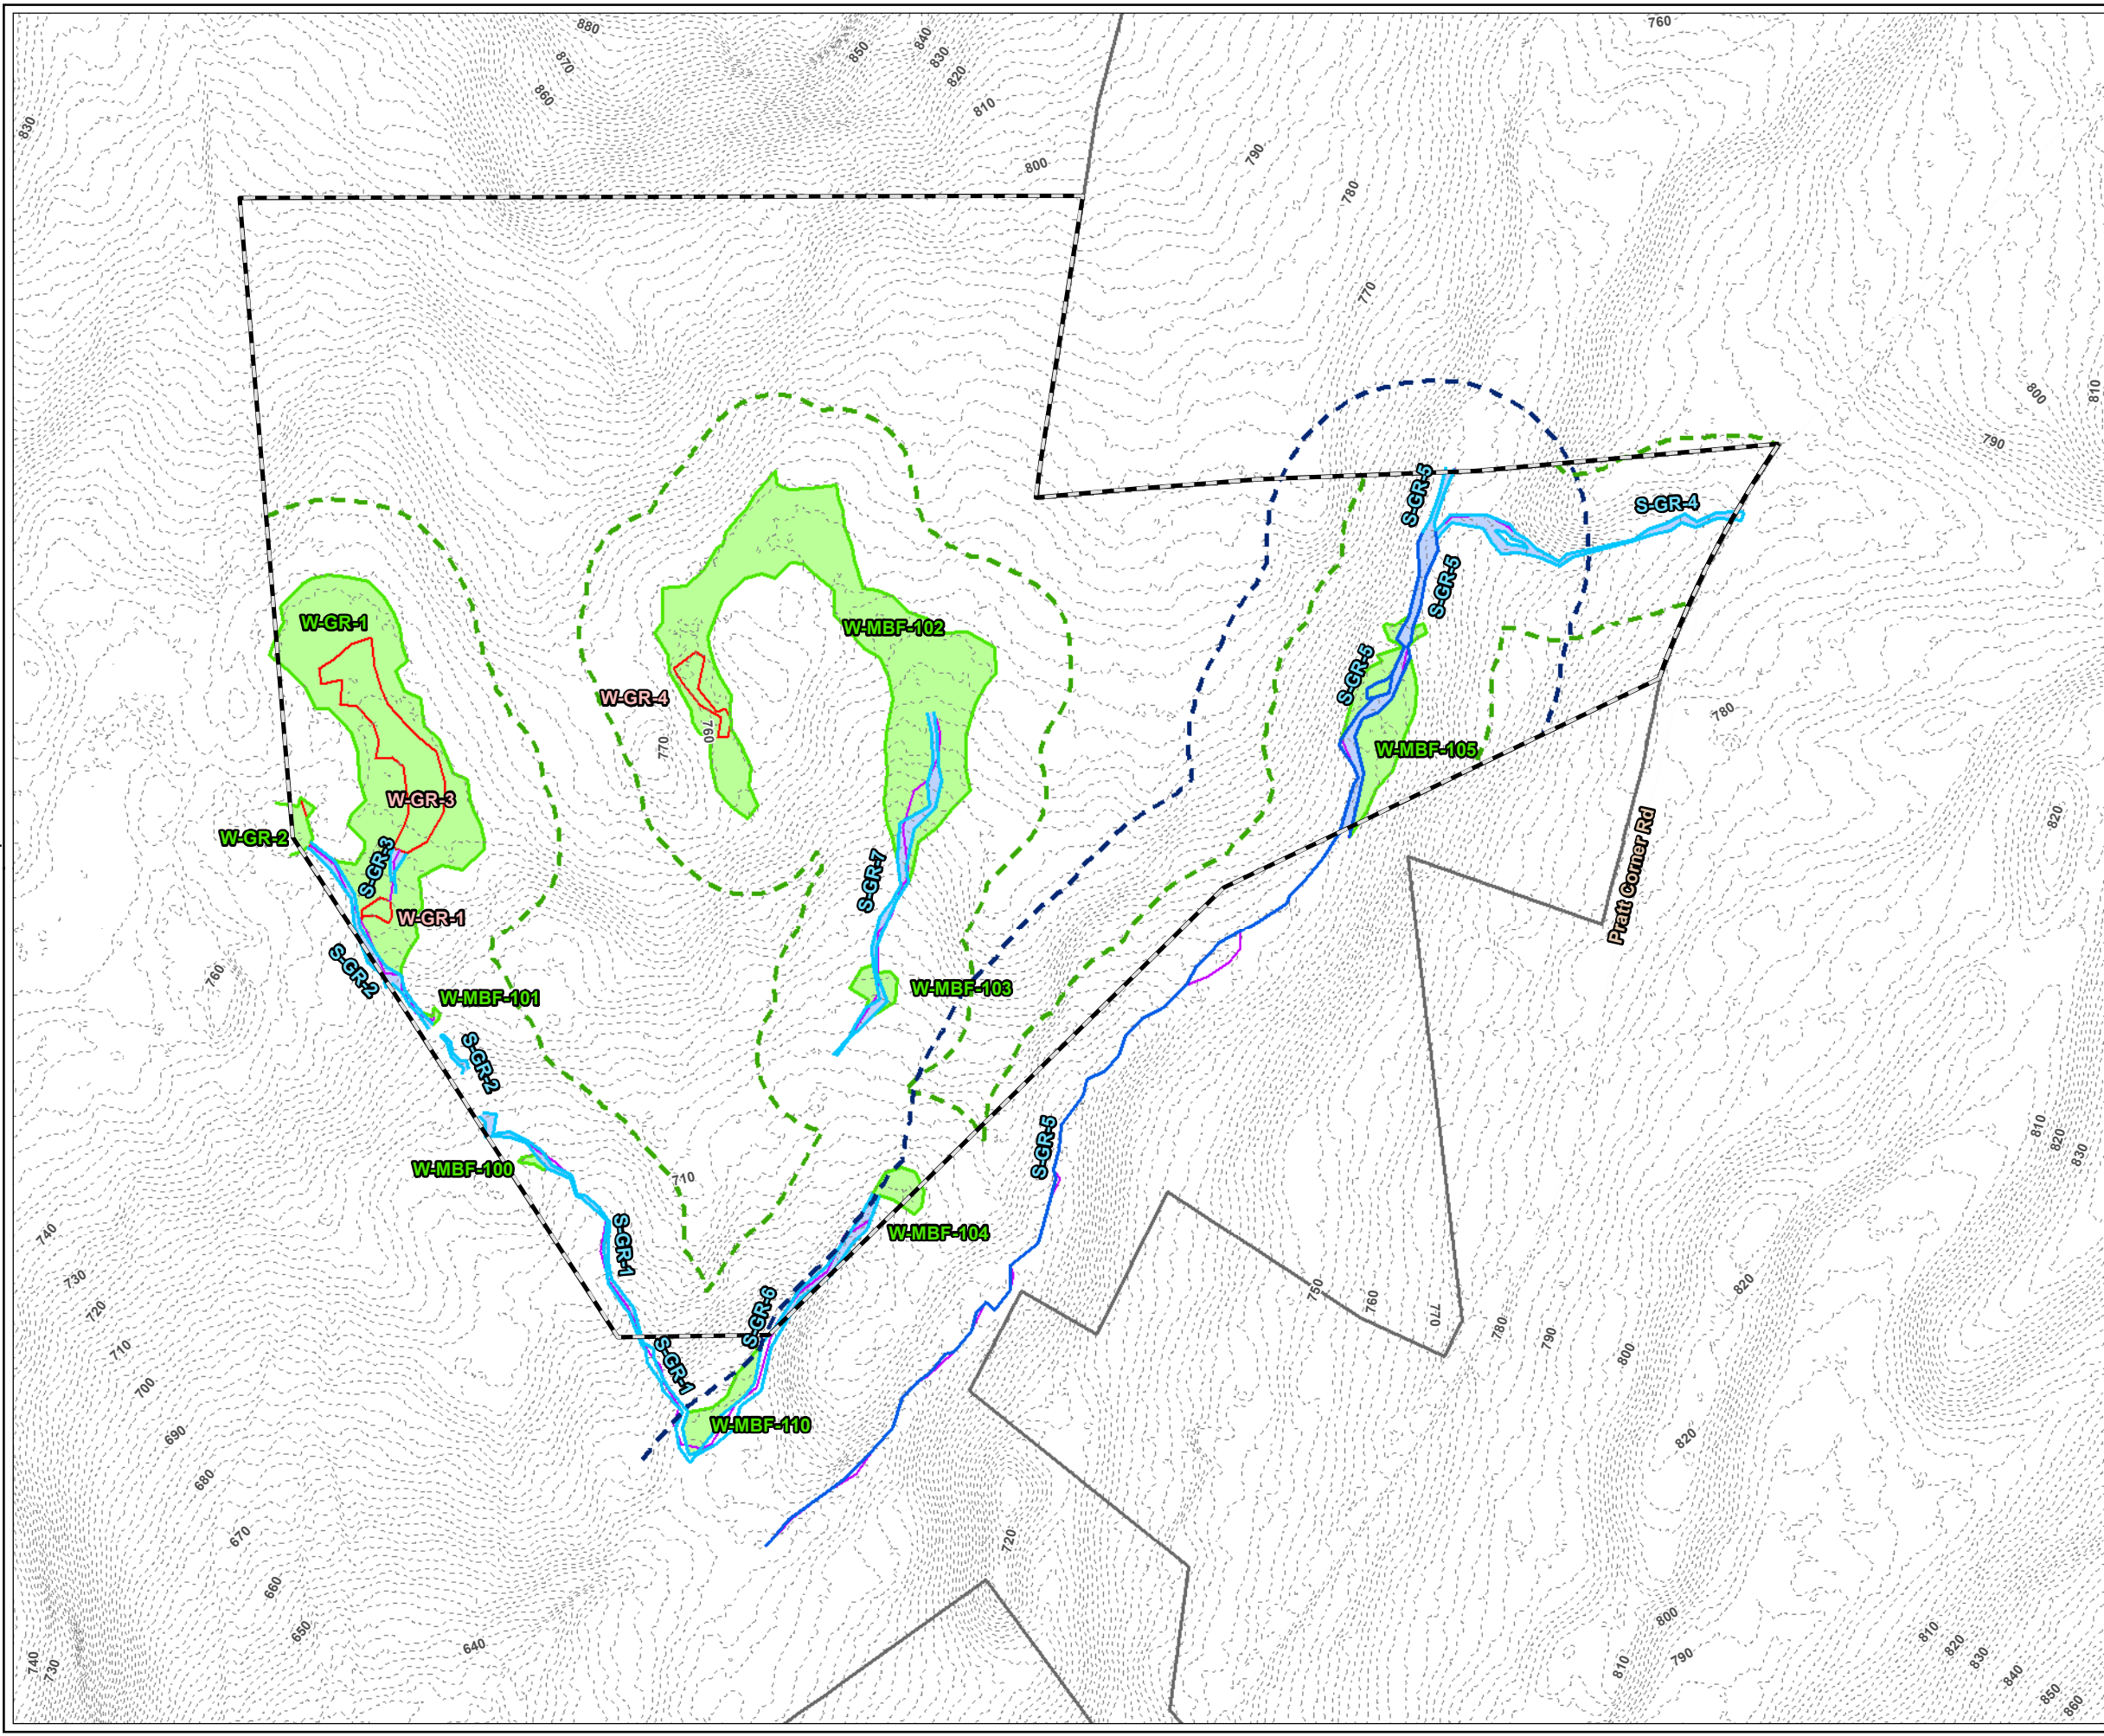 880
870
860
850
840
830
820
810
800
830
760
790
780
770
800
810
790
S-GR-5
S-GR-4
S-GR-5
W-GR-1
W-MBF-102
W-GR-4
S-GR-5
760
770
780
W-MBF-105
W-GR-3
W-GR-2
820
Pratt Corner Rd
S-GR-3
S-GR-7
W-GR-1
S-GR-2
760
W-MBF-101
W-MBF-103
S-GR-2
810
820
830
S-GR-5
W-MBF-100
710
740
S-GR-1
W-MBF-104
730
720
710
700
690
680
670
660
650
640
740
730
S-GR-6
S-GR-1
W-MBF-110
750
760
770
780
790
800
820
820
720
800
790
810
810
820
830
840
850
860